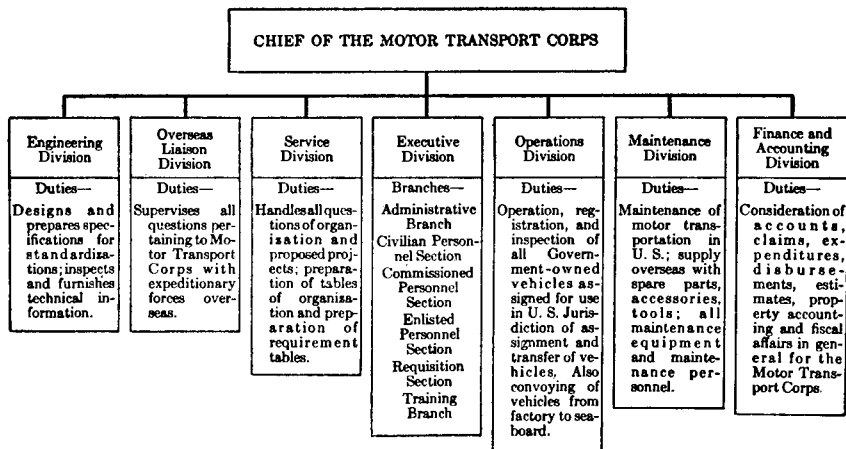 CHIEF OF THE MOTOR TRANSPORT CORPS
Engineering
Division
Duties—
Designs and
prepares spec-
ifications for
standardiza-
tions; inspects
and furnishes
technical in-
formation.
Overseas
Liaison
Division
Duties—
Supervises all
questions per-
taining to Mo-
tor Transport
Corps with
expeditionary
forces over-
seas.
Service
Division
Duties—
Handles all ques-
tions of organ-
ization and
proposed proj-
ects; prepara-
tion of tables
of organiza-
tion and prep-
aration of
requirement
tables.
Executive
Division
Branches—
Administrative
Branch
Civilian Person-
nel Section
Commissioned
Personnel
Section
Enlisted
Personnel
Section
Requisition
Section
Training
Branch
Operations
Division
Duties—
Operation, reg-
istration, and
inspection of
all Govern-
ment-owned
vehicles as-
signed for use
in U. S. Juris-
diction of as-
signment and
transfer of ve-
hicles. Also
convoying of
vehicles from
factory to sea-
board.
Maintenance
Division
Duties—
Maintenance of
motor trans-
portation in
U. S.; supply
overseas with
spare parts,
accessories,
tools; all
maintenance
equipment
and mainte-
nance per-
sonnel.
Finance and
Accounting
Division
Duties—
Consideration of
accounts,
claims, ex-
penditures,
disburse-
ments, esti-
mates, prop-
erty account-
ing and fiscal
affairs in gen-
eral for the
Motor Trans-
port Corps.